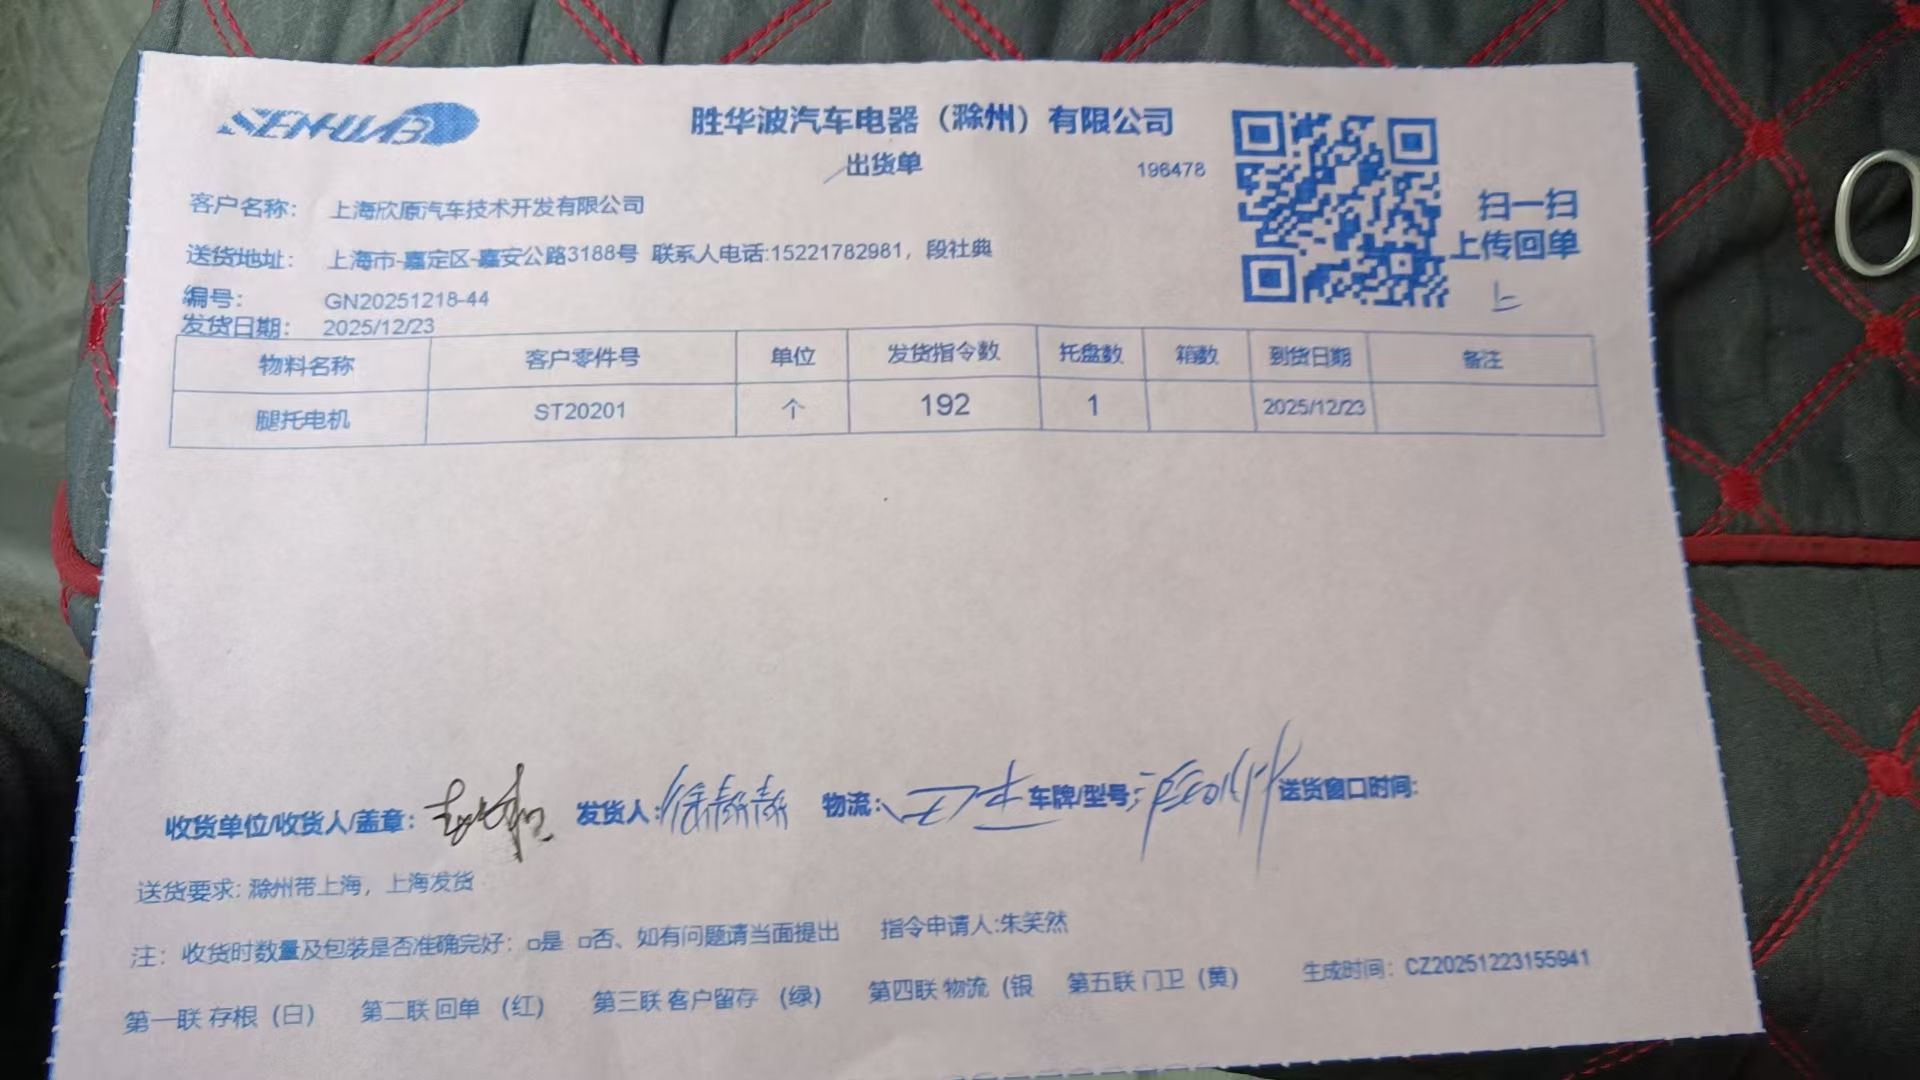 SENHUAB
胜华波汽车电器（滁州）有限公司
出货单
196478
扫一扫
上传回单
客户名称： 上海欣原汽车技术开发有限公司
送货地址： 上海市-嘉定区-嘉安公路3188号 联系人电话:15221782981，段社典
编号： GN20251218-44
发货日期： 2025/12/23
物料名称 客户零件号 单位 发货指令数 托盘数 箱数 到货日期 备注
腿托电机 ST20201 个 192 1 2025/12/23
收货单位/收货人/盖章： 发货人: 物流: 车牌/型号: 送货窗口时间:
送货要求: 滁州带上海，上海发货
注： 收货时数量及包装是否准确完好：□是 □否、如有问题请当面提出 指令申请人:朱笑然
第一联 存根（白） 第二联 回单 （红） 第三联 客户留存 （绿） 第四联 物流（银 第五联 门卫（黄） 生成时间：CZ20251223155941